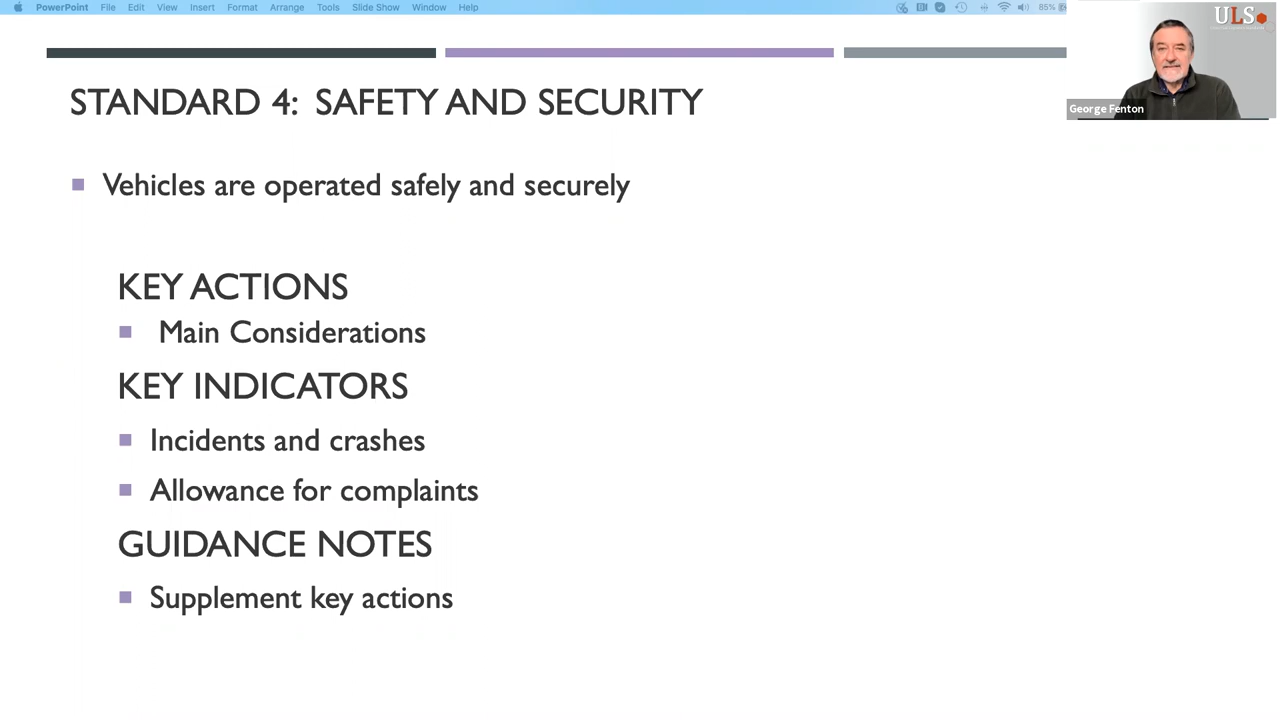 PowerPoint File Edit View Insert Format Arrange Tools Slide Show Window Help 85%
ULS
George Fenton
STANDARD 4: SAFETY AND SECURITY
Vehicles are operated safely and securely
KEY ACTIONS
Main Considerations
KEY INDICATORS
Incidents and crashes
Allowance for complaints
GUIDANCE NOTES
Supplement key actions